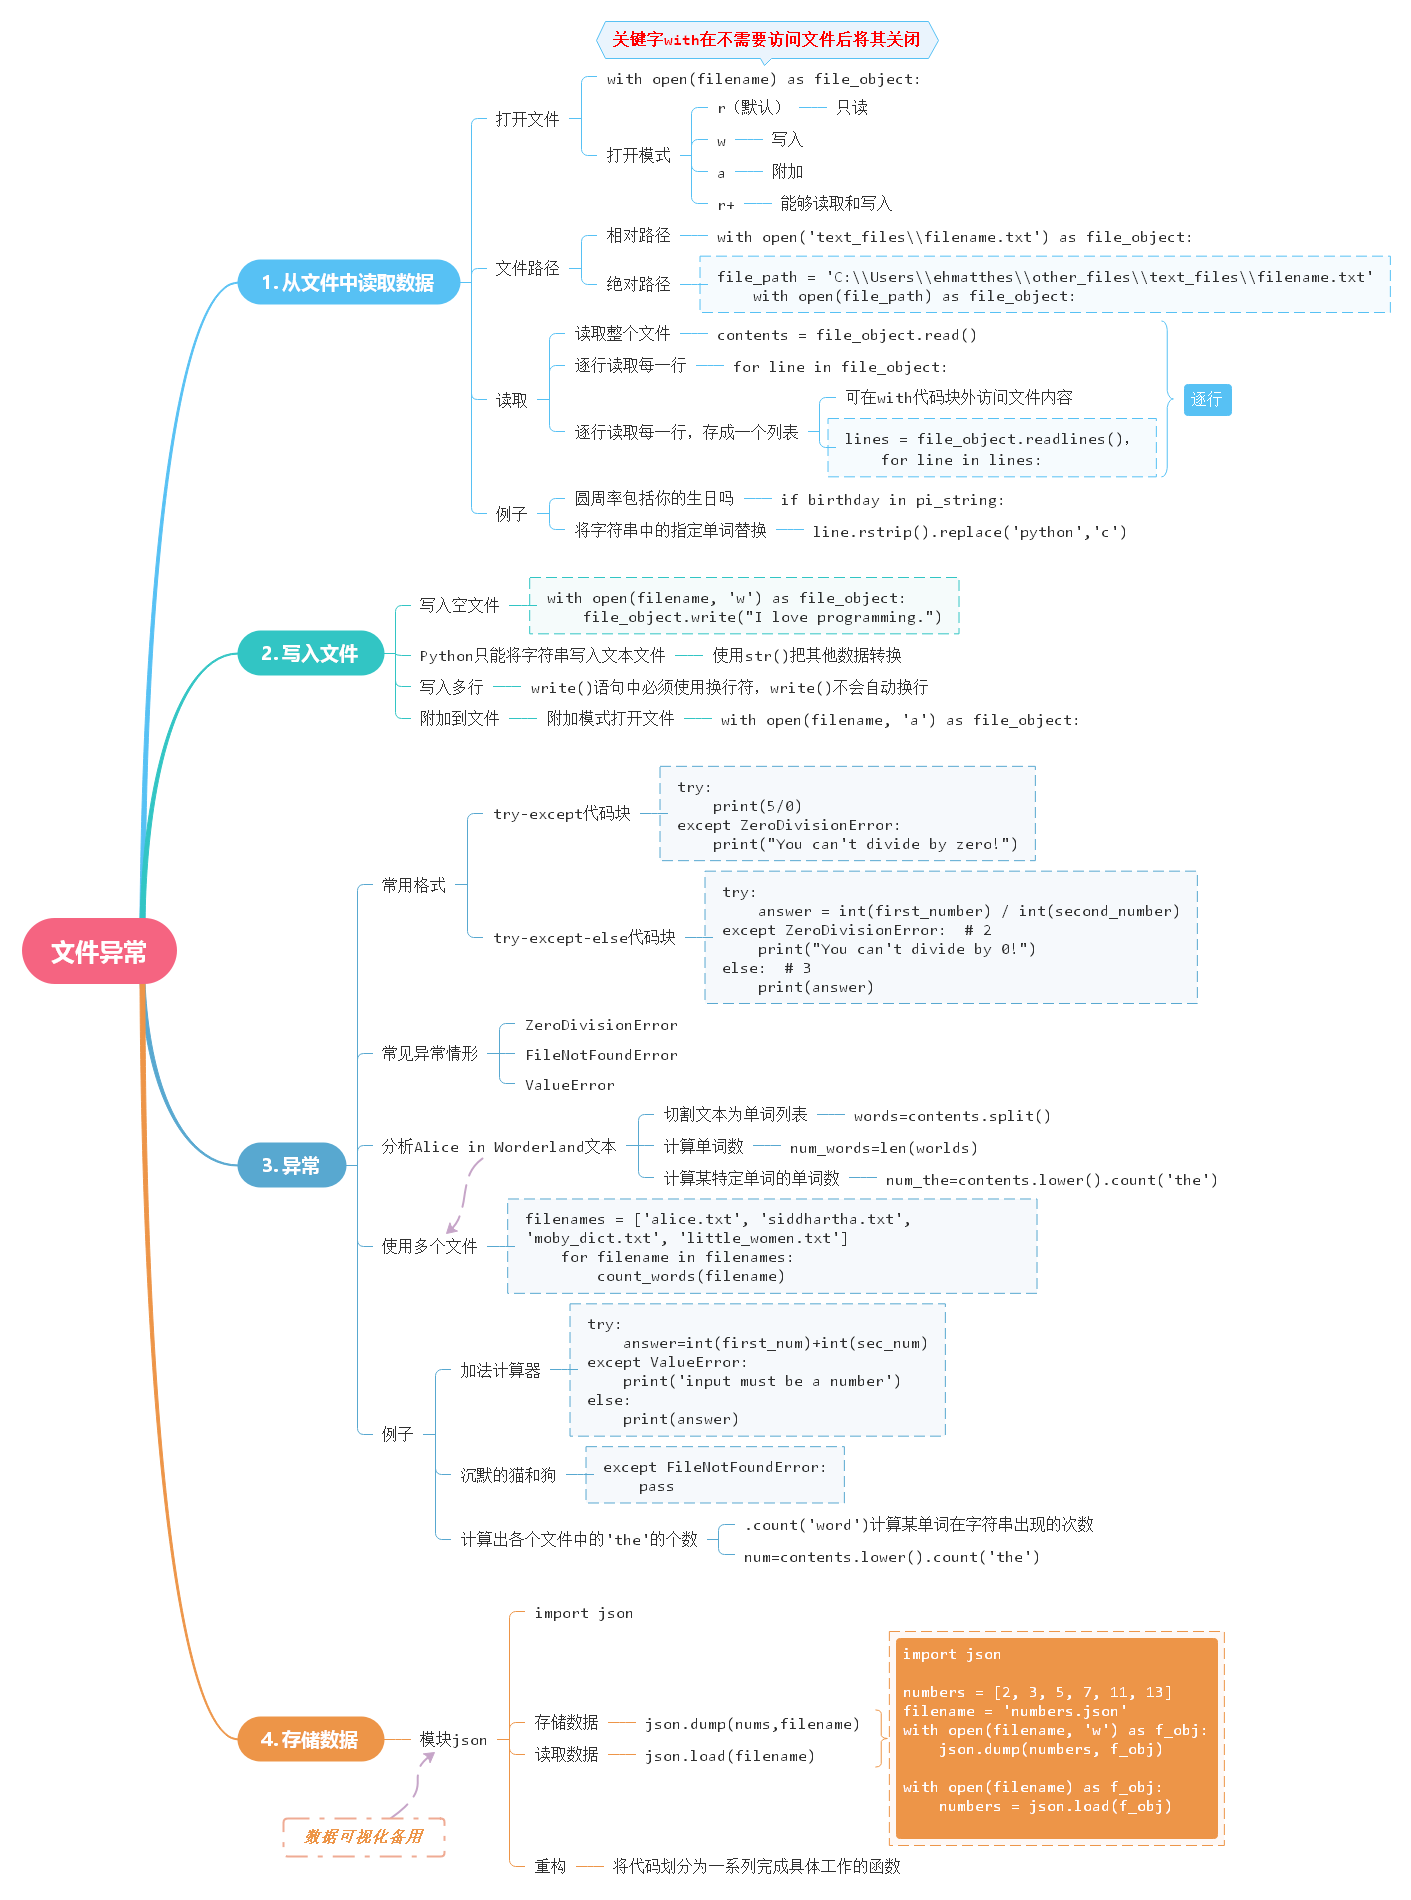 文件异常
1. 从文件中读取数据
打开文件
关键字with在不需要访问文件后将其关闭
with open(filename) as file_object:
打开模式
r（默认）
只读
w
写入
a
附加
r+
能够读取和写入
文件路径
相对路径
with open('text_files\\filename.txt') as file_object:
绝对路径
file_path = 'C:\\Users\\ehmatthes\\other_files\\text_files\\filename.txt'
with open(file_path) as file_object:
读取
读取整个文件
contents = file_object.read()
逐行读取每一行
for line in file_object:
逐行读取每一行，存成一个列表
可在with代码块外访问文件内容
lines = file_object.readlines(),
for line in lines:
逐行
例子
圆周率包括你的生日吗
if birthday in pi_string:
将字符串中的指定单词替换
line.rstrip().replace('python','c')
2. 写入文件
写入空文件
with open(filename, 'w') as file_object:
file_object.write("I love programming.")
Python只能将字符串写入文本文件
使用str()把其他数据转换
写入多行
write()语句中必须使用换行符，write()不会自动换行
附加到文件
附加模式打开文件
with open(filename, 'a') as file_object:
3. 异常
常用格式
try-except代码块
try:
print(5/0)
except ZeroDivisionError:
print("You can't divide by zero!")
try-except-else代码块
try:
answer = int(first_number) / int(second_number)
except ZeroDivisionError:  # 2
print("You can't divide by 0!")
else:  # 3
print(answer)
常见异常情形
ZeroDivisionError
FileNotFoundError
ValueError
分析Alice in Worderland文本
切割文本为单词列表
words=contents.split()
计算单词数
num_words=len(worlds)
计算某特定单词的单词数
num_the=contents.lower().count('the')
使用多个文件
filenames = ['alice.txt', 'siddhartha.txt',
'moby_dict.txt', 'little_women.txt']
for filename in filenames:
count_words(filename)
例子
加法计算器
try:
answer=int(first_num)+int(sec_num)
except ValueError:
print('input must be a number')
else:
print(answer)
沉默的猫和狗
except FileNotFoundError:
pass
计算出各个文件中的'the'的个数
.count('word')计算某单词在字符串出现的次数
num=contents.lower().count('the')
4. 存储数据
模块json
数据可视化备用
import json
存储数据
json.dump(nums,filename)
读取数据
json.load(filename)
import json
numbers = [2, 3, 5, 7, 11, 13]
filename = 'numbers.json'
with open(filename, 'w') as f_obj:
json.dump(numbers, f_obj)
with open(filename) as f_obj:
numbers = json.load(f_obj)
重构
将代码划分为一系列完成具体工作的函数